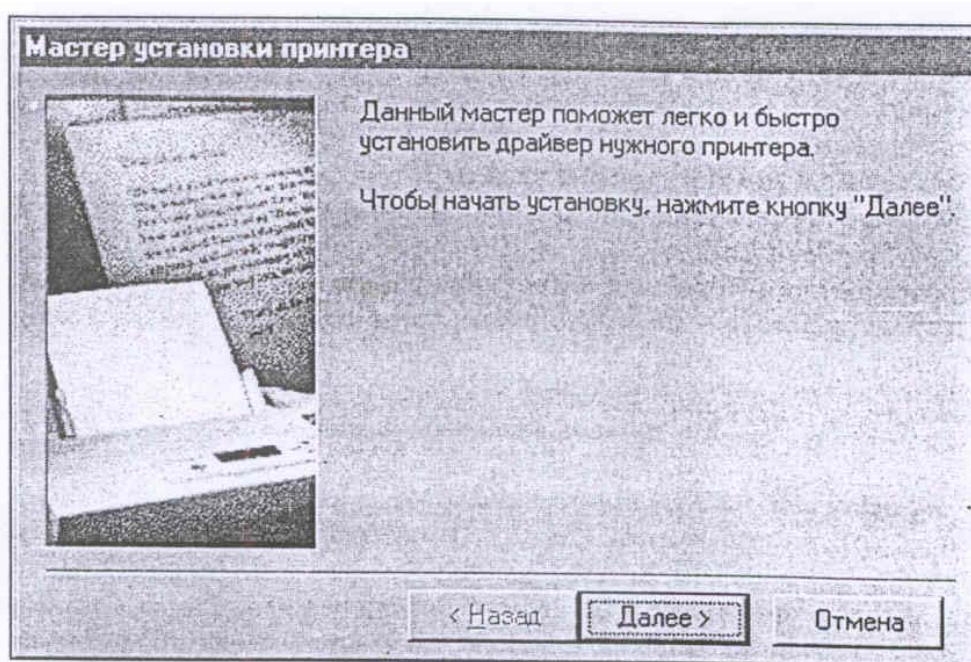 Мастер установки принтера
Данный мастер поможет легко и быстро
установить драйвер нужного принтера.
Чтобы начать установку, нажмите кнопку "Далее".
< Назад
Далее >
Отмена